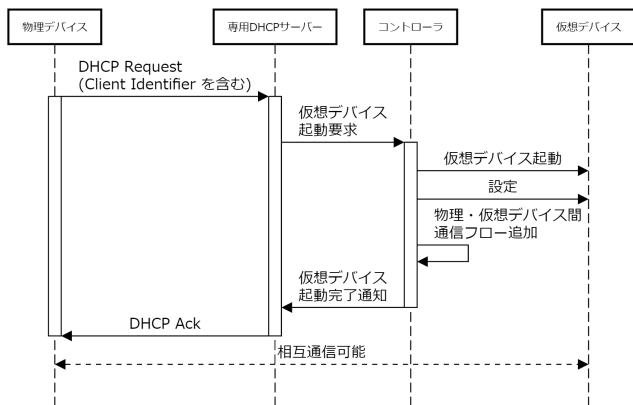 物理デバイス
専用DHCPサーバー
コントローラ
仮想デバイス
DHCP Request
(Client Identifier を含む)
仮想デバイス
起動要求
仮想デバイス起動
設定
物理・仮想デバイス間
通信フロー追加
仮想デバイス
起動完了通知
DHCP Ack
相互通信可能